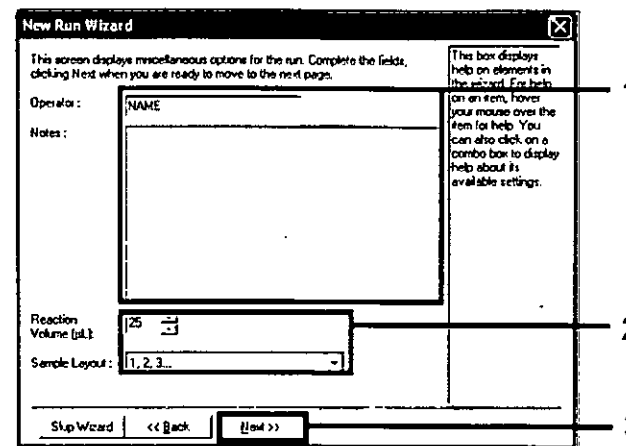 New Run Wizard
This screen displays miscellaneous options for the run. Complete the fields,
clicking Next when you are ready to move to the next page.
Operator :
NAME
Notes :
This box displays
help on elements in
the wizard. For help
on an item, hover
your mouse over the
item for help. You
can also click on a
combo box to display
help about its
available settings.
1
Reaction
Volume [µL]:
25
2
Sample Layout :
1, 2, 3...
Skip Wizard
<< Back
Next >>